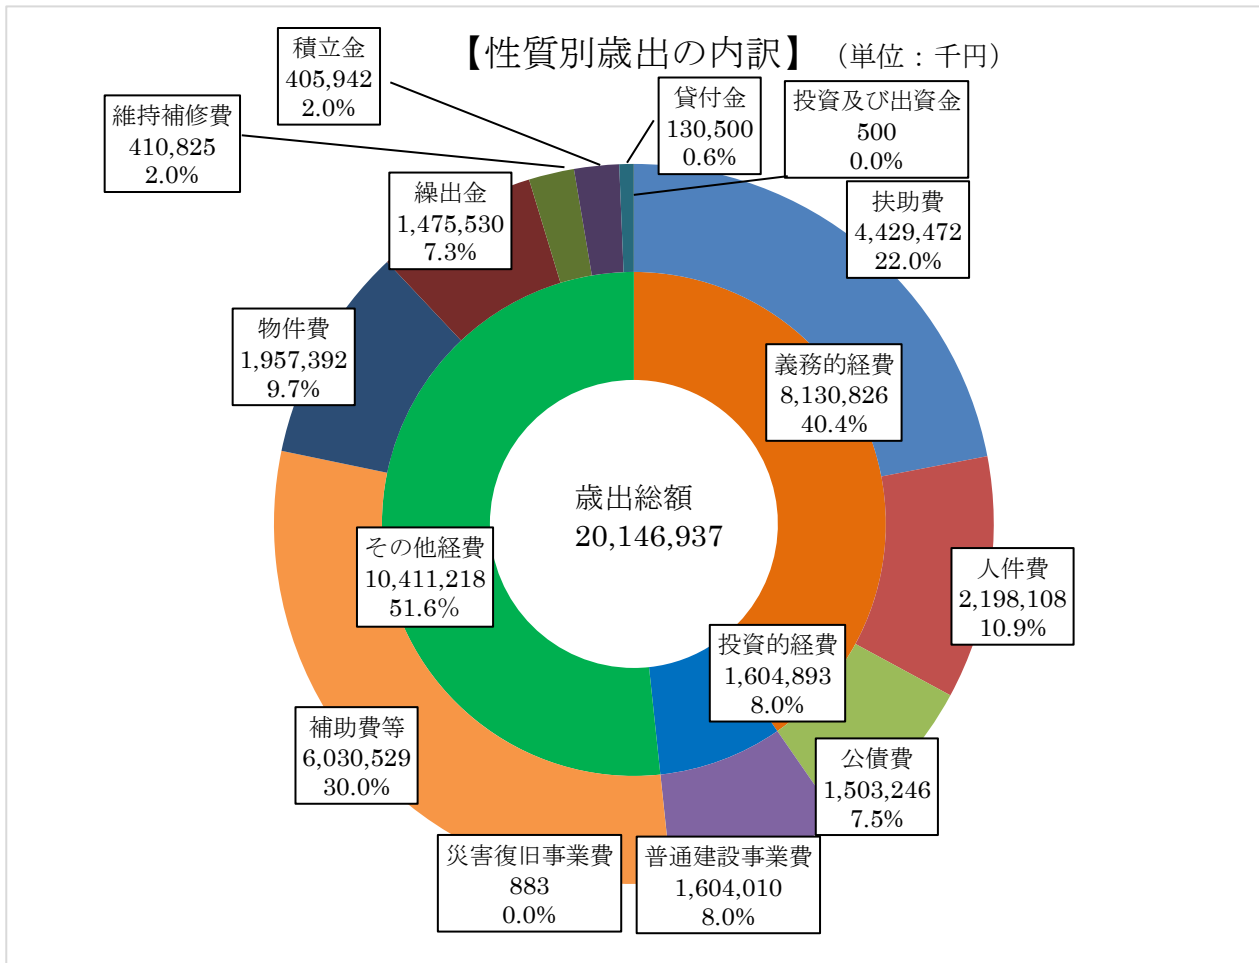 【性質別歳出の内訳】 （単位：千円）
積立金
405,942
2.0%
維持補修費
410,825
2.0%
貸付金
130,500
0.6%
投資及び出資金
500
0.0%
繰出金
1,475,530
7.3%
扶助費
4,429,472
22.0%
物件費
1,957,392
9.7%
義務的経費
8,130,826
40.4%
歳出総額
20,146,937
その他経費
10,411,218
51.6%
人件費
2,198,108
10.9%
投資的経費
1,604,893
8.0%
補助費等
6,030,529
30.0%
公債費
1,503,246
7.5%
災害復旧事業費
883
0.0%
普通建設事業費
1,604,010
8.0%